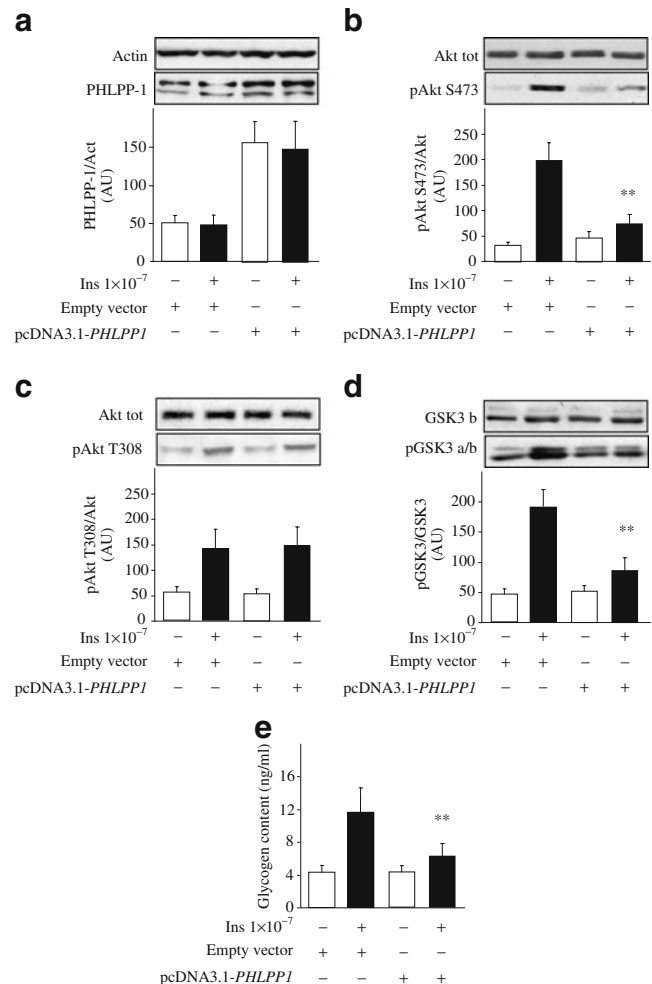 a
Actin
PHLPP-1
PHLPP-1/Act
(AU)
150
100
50
0
Ins 1×10⁻⁷ – + – +
Empty vector + + – –
pcDNA3.1-PHLPP1 – – + +
b
Akt tot
pAkt S473
pAkt S473/Akt
(AU)
250
200
150
100
50
0
**
Ins 1×10⁻⁷ – + – +
Empty vector + + – –
pcDNA3.1-PHLPP1 – – + +
c
Akt tot
pAkt T308
pAkt T308/Akt
(AU)
250
200
150
100
50
0
Ins 1×10⁻⁷ – + – +
Empty vector + + – –
pcDNA3.1-PHLPP1 – – + +
d
GSK3 b
pGSK3 a/b
pGSK3/GSK3
(AU)
200
150
100
50
0
**
Ins 1×10⁻⁷ – + – +
Empty vector + + – –
pcDNA3.1-PHLPP1 – – + +
e
Glycogen content (ng/ml)
16
12
8
4
0
**
Ins 1×10⁻⁷ – + – +
Empty vector + + – –
pcDNA3.1-PHLPP1 – – + +